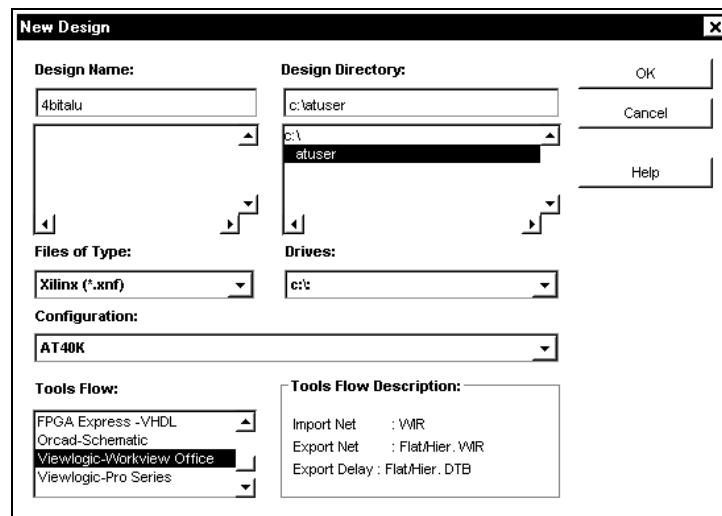 New Design
Design Name:
4bitalu
Design Directory:
c:\atuser
c:\
atuser
OK
Cancel
Help
Files of Type:
Xilinx (*.xnf)
Drives:
c:\:
Configuration:
AT40K
Tools Flow:
FPGA Express -VHDL
Orcad-Schematic
Viewlogic-Workview Office
Viewlogic-Pro Series
Tools Flow Description:
Import Net : WIR
Export Net : Flat/Hier. WIR
Export Delay : Flat/Hier. DTB